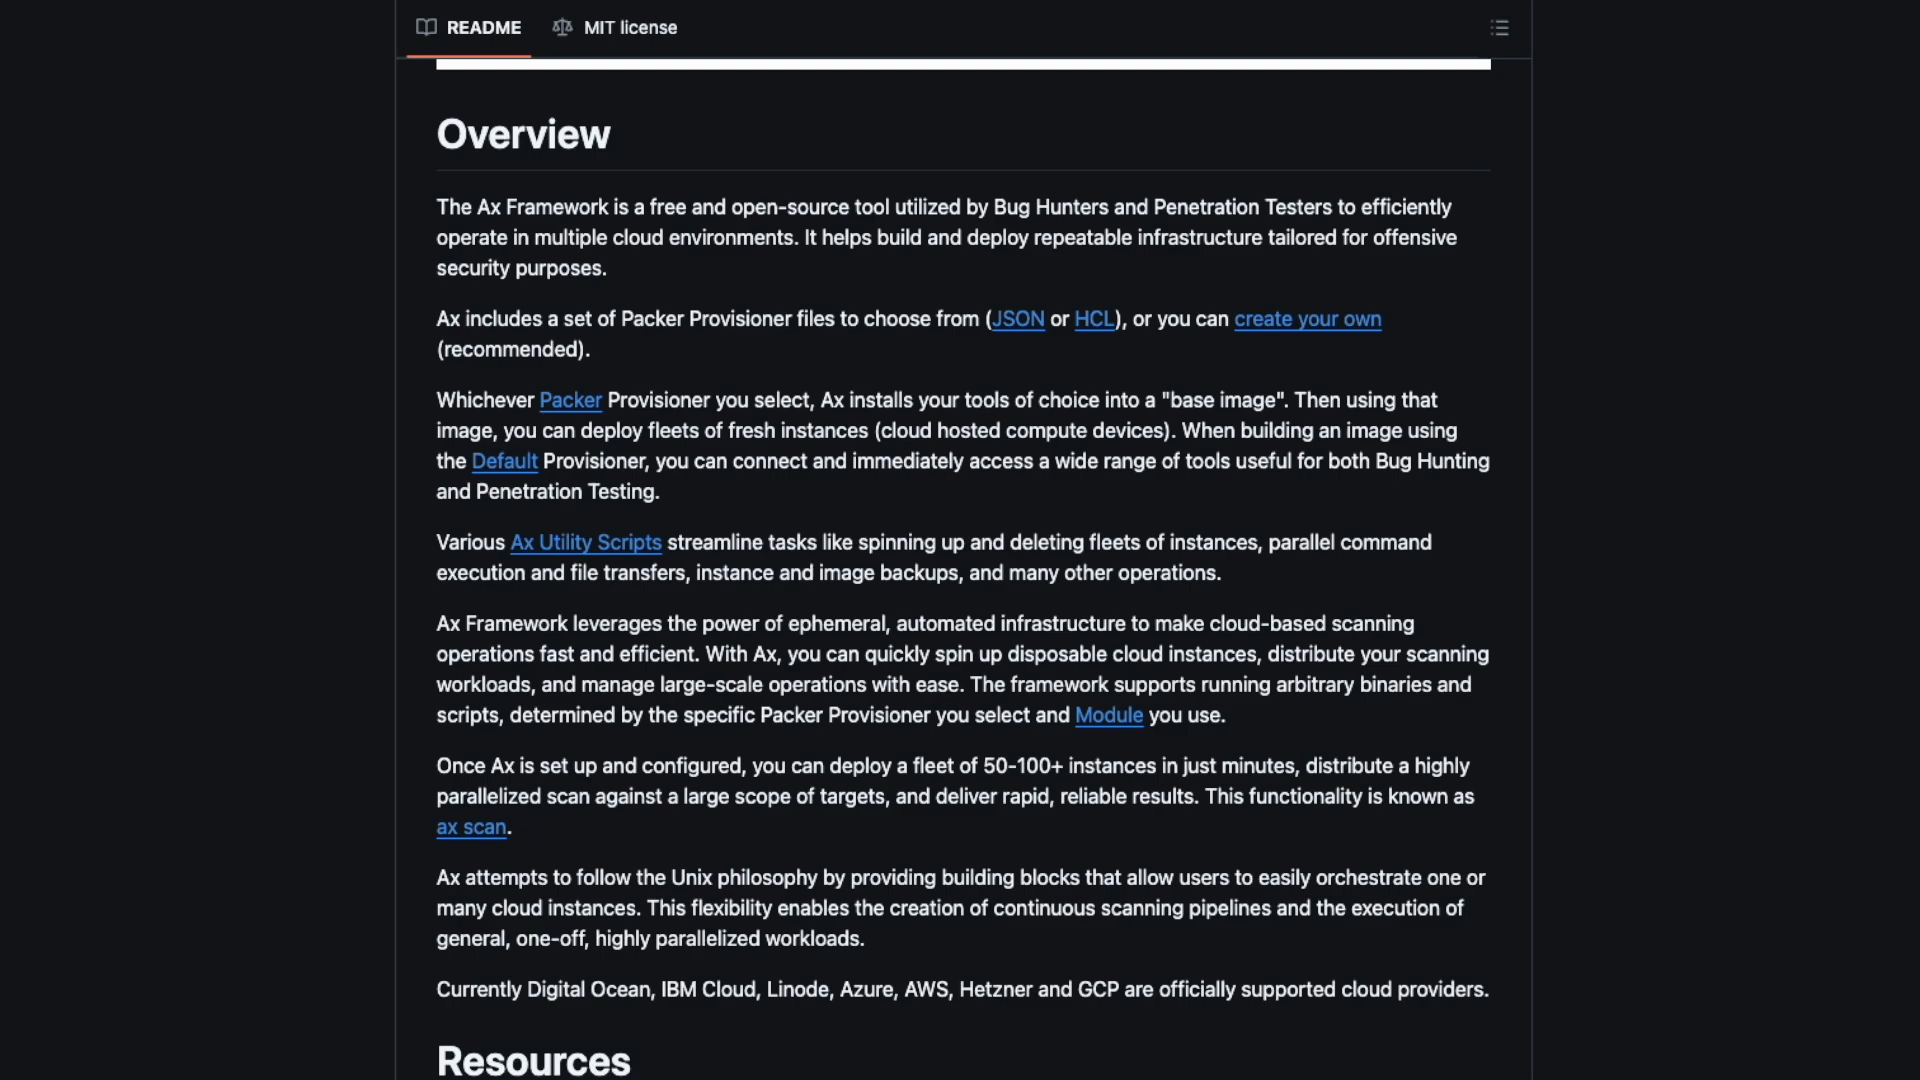 README
MIT license
Overview
The Ax Framework is a free and open-source tool utilized by Bug Hunters and Penetration Testers to efficiently
operate in multiple cloud environments. It helps build and deploy repeatable infrastructure tailored for offensive
security purposes.
Ax includes a set of Packer Provisioner files to choose from (JSON or HCL), or you can create your own
(recommended).
Whichever Packer Provisioner you select, Ax installs your tools of choice into a "base image". Then using that
image, you can deploy fleets of fresh instances (cloud hosted compute devices). When building an image using
the Default Provisioner, you can connect and immediately access a wide range of tools useful for both Bug Hunting
and Penetration Testing.
Various Ax Utility Scripts streamline tasks like spinning up and deleting fleets of instances, parallel command
execution and file transfers, instance and image backups, and many other operations.
Ax Framework leverages the power of ephemeral, automated infrastructure to make cloud-based scanning
operations fast and efficient. With Ax, you can quickly spin up disposable cloud instances, distribute your scanning
workloads, and manage large-scale operations with ease. The framework supports running arbitrary binaries and
scripts, determined by the specific Packer Provisioner you select and Module you use.
Once Ax is set up and configured, you can deploy a fleet of 50-100+ instances in just minutes, distribute a highly
parallelized scan against a large scope of targets, and deliver rapid, reliable results. This functionality is known as
ax scan.
Ax attempts to follow the Unix philosophy by providing building blocks that allow users to easily orchestrate one or
many cloud instances. This flexibility enables the creation of continuous scanning pipelines and the execution of
general, one-off, highly parallelized workloads.
Currently Digital Ocean, IBM Cloud, Linode, Azure, AWS, Hetzner and GCP are officially supported cloud providers.
Resources